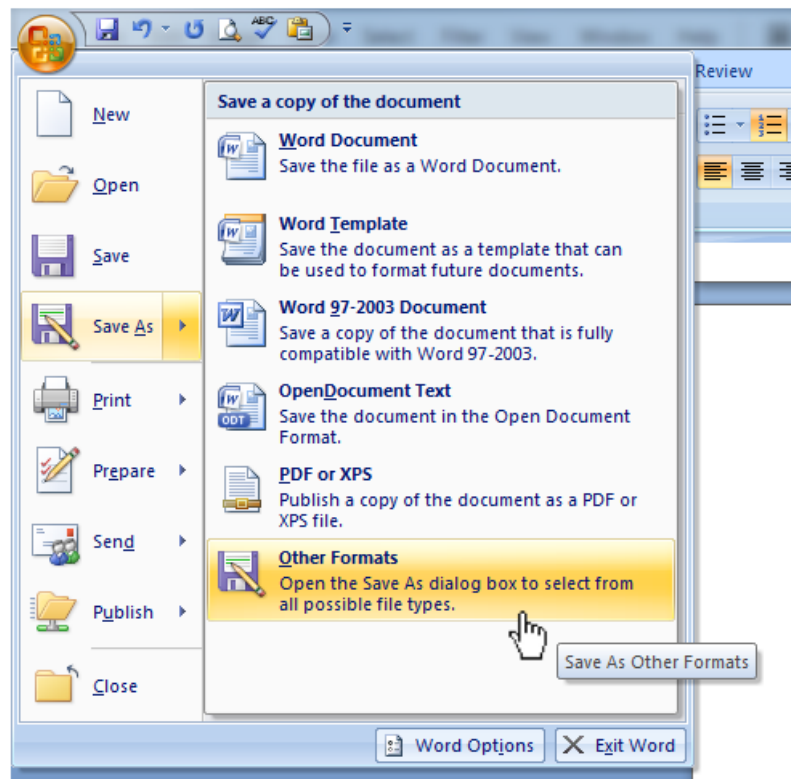 ABC
Review
New
Open
Save
Save As
Print
Prepare
Send
Publish
Close
Save a copy of the document
Word Document
Save the file as a Word Document.
Word Template
Save the document as a template that can
be used to format future documents.
Word 97-2003 Document
Save a copy of the document that is fully
compatible with Word 97-2003.
OpenDocument Text
Save the document in the Open Document
Format.
PDF or XPS
Publish a copy of the document as a PDF or
XPS file.
Other Formats
Open the Save As dialog box to select from
all possible file types.
Save As Other Formats
Word Options
Exit Word